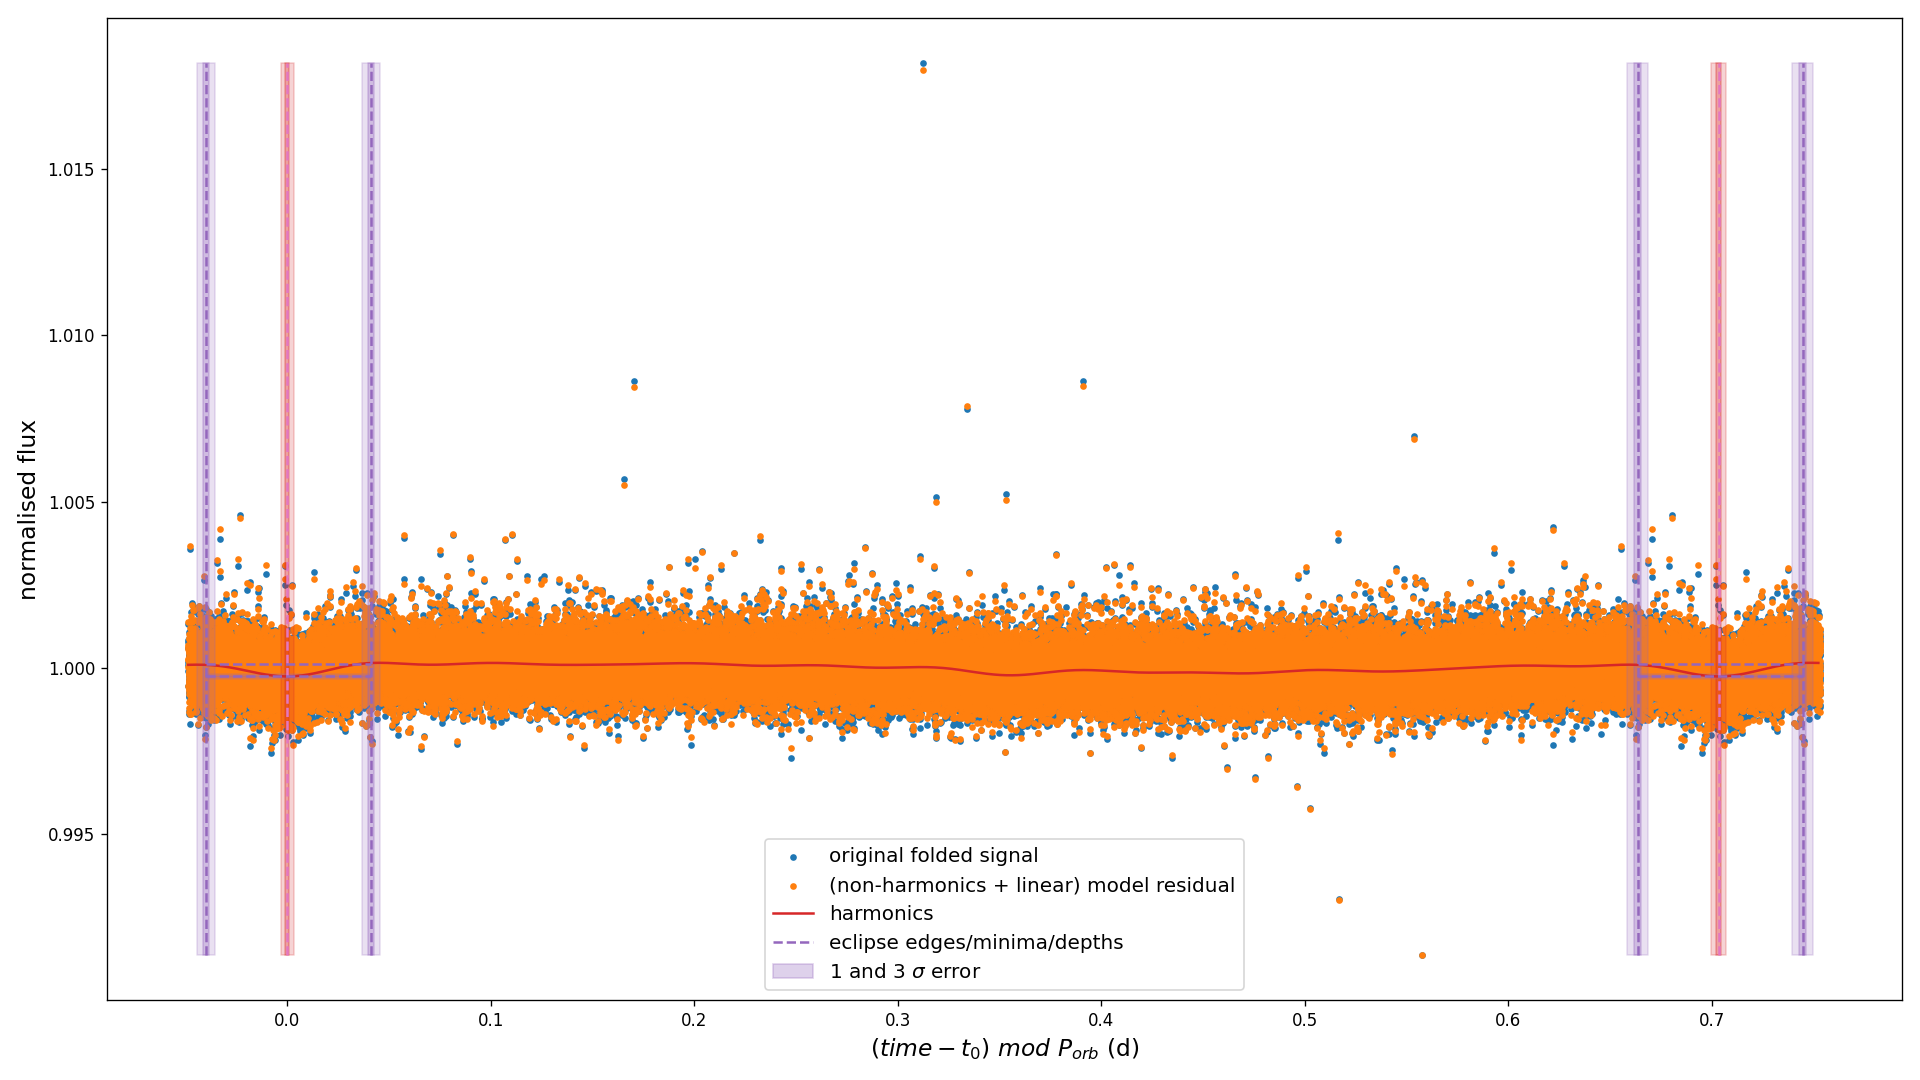 normalised flux
1.015
1.010
1.005
1.000
0.995
0.0 0.1 0.2 0.3 0.4 0.5 0.6 0.7
(time − t₀) mod Pₒᵣb (d)
original folded signal
(non-harmonics + linear) model residual
harmonics
eclipse edges/minima/depths
1 and 3 σ error